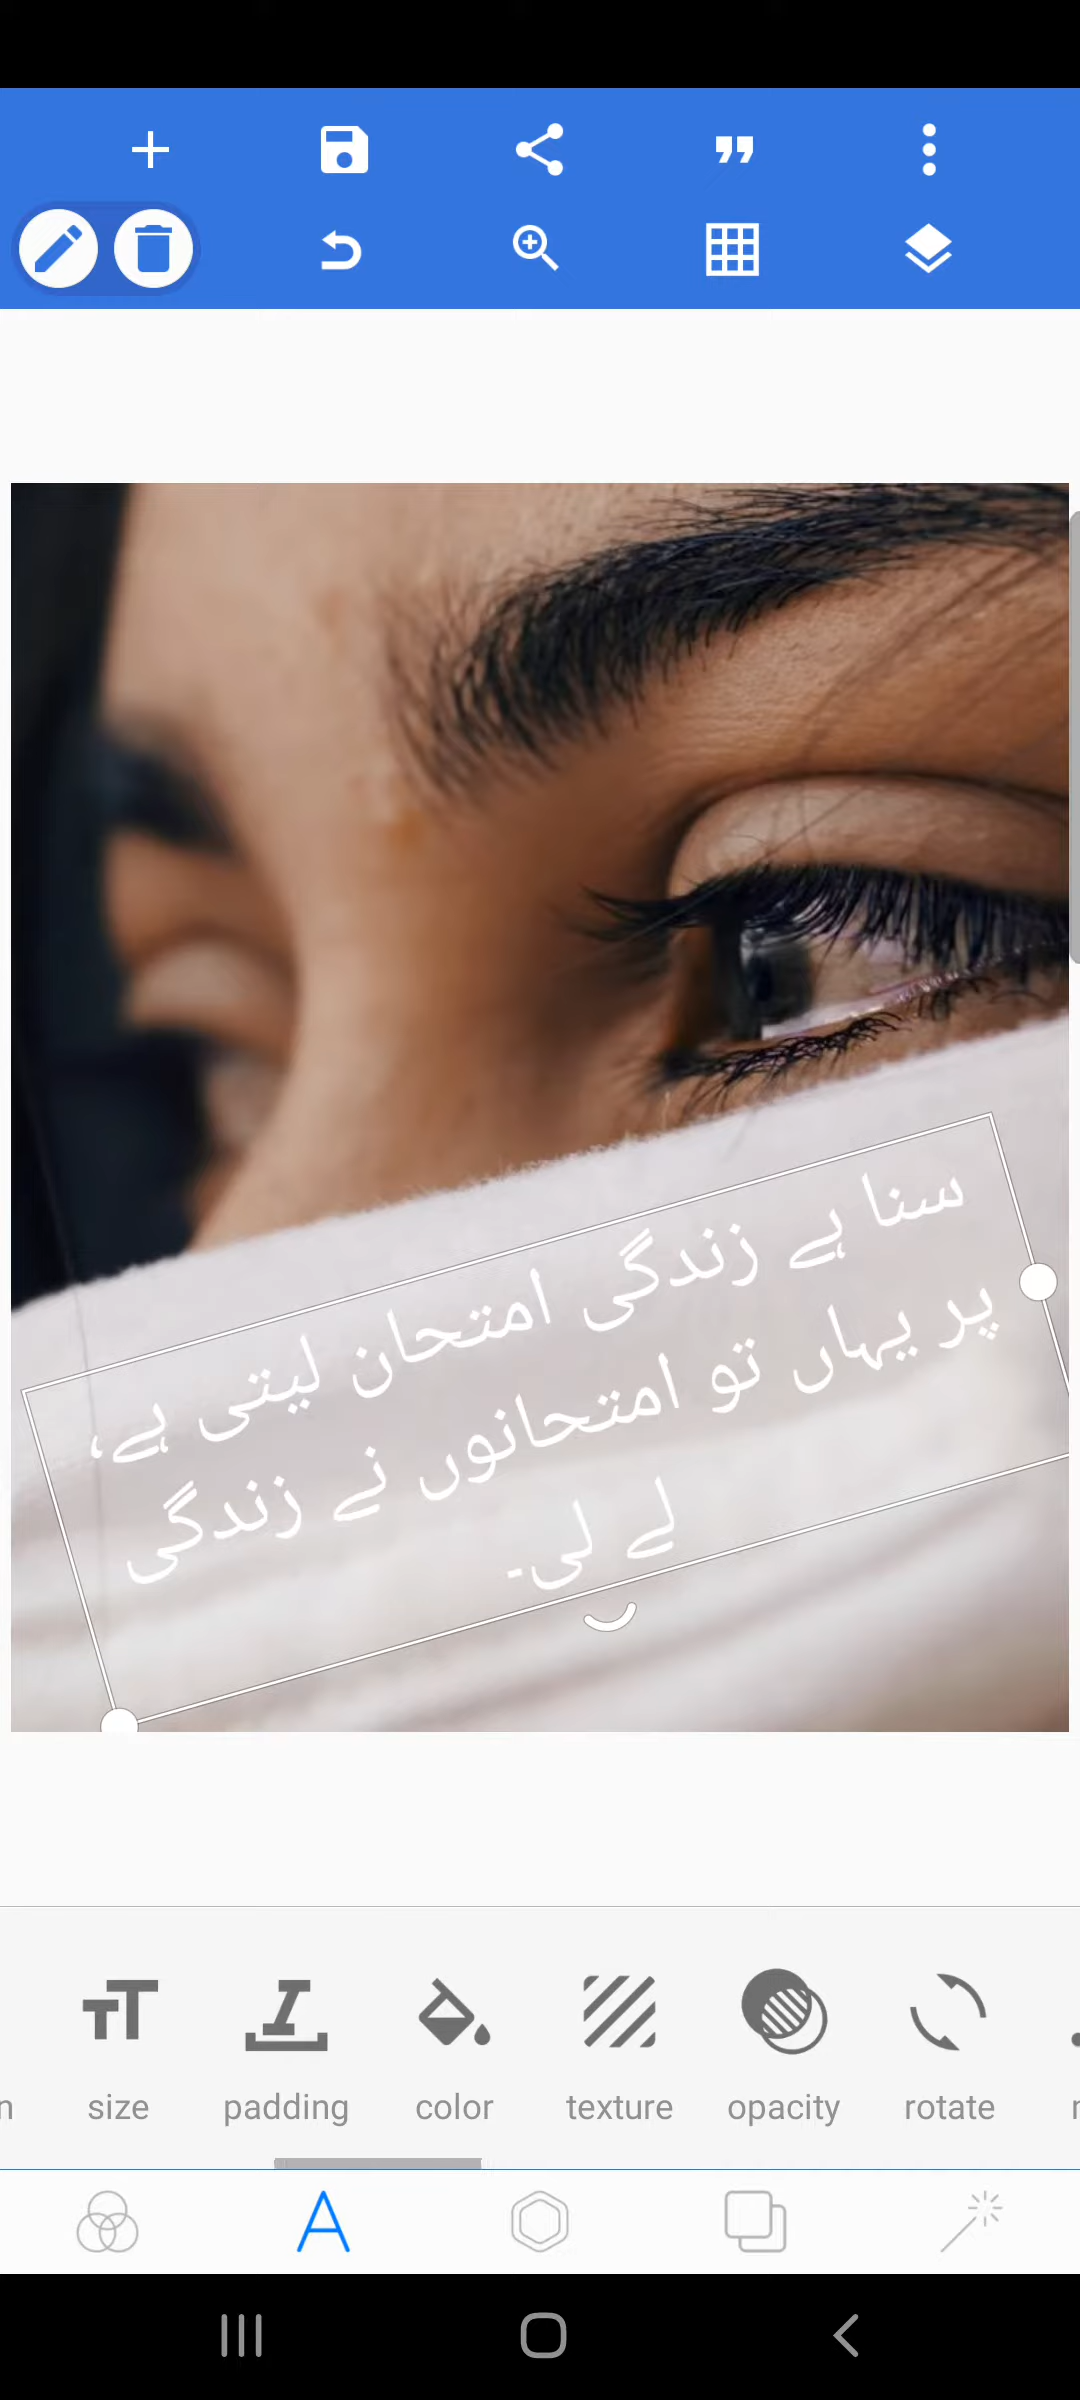 سنا ہے زندگی امتحان لیتی ہے،
پر یہاں تو امتحانوں نے زندگی
لے لی۔
size padding color texture opacity rotate